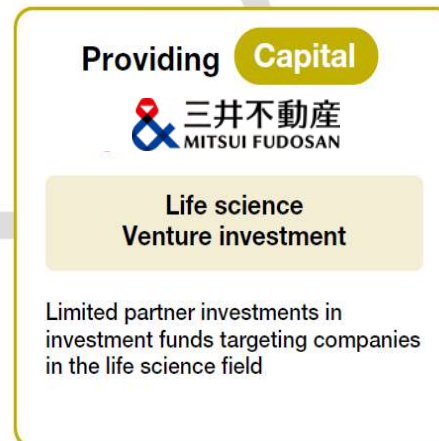 Providing Capital
三井不動産
MITSUI FUDOSAN
Life science
Venture investment
Limited partner investments in
investment funds targeting companies
in the life science field